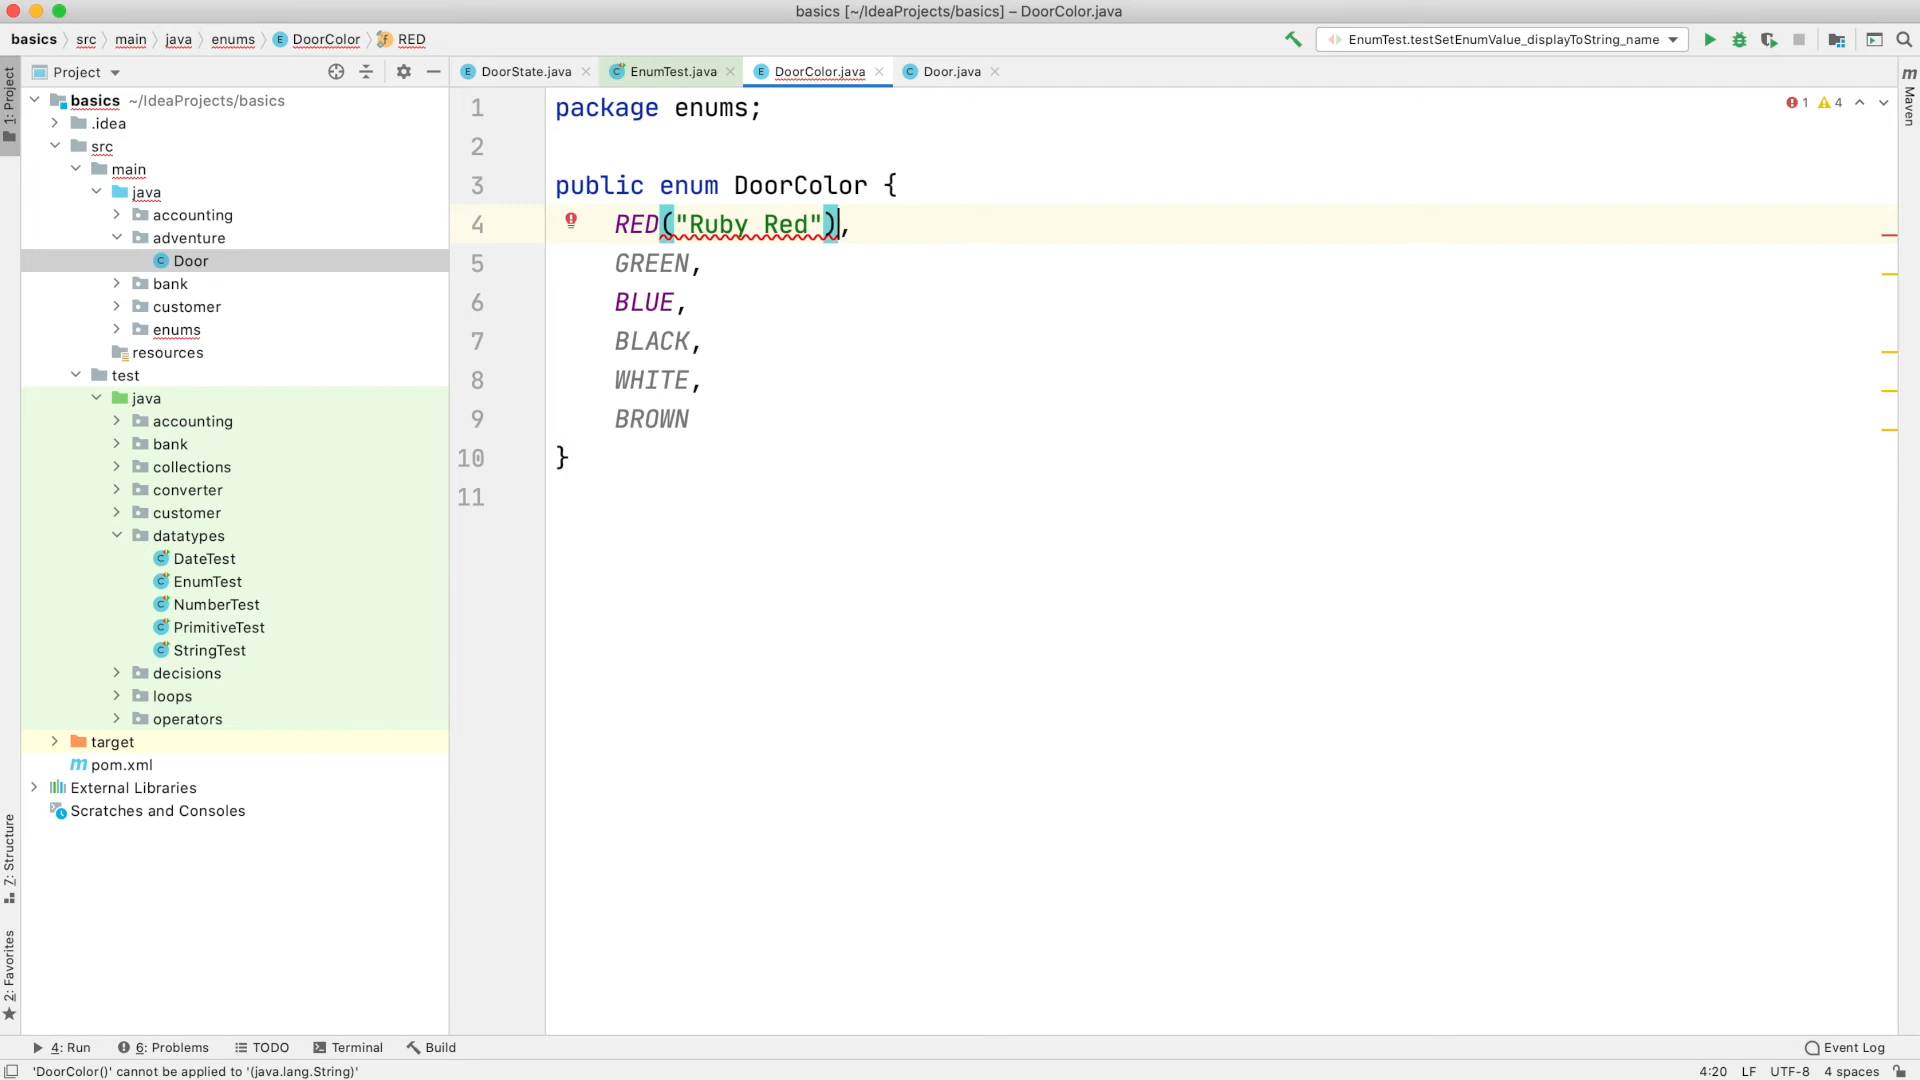 basics [~/IdeaProjects/basics] – DoorColor.java
basics src main java enums E DoorColor f RED
EnumTest.testSetEnumValue_displayToString_name
Project
E DoorState.java C EnumTest.java E DoorColor.java C Door.java
1: Project
basics ~/IdeaProjects/basics
.idea
src
main
java
accounting
adventure
C Door
bank
customer
enums
resources
test
java
accounting
bank
collections
converter
customer
datatypes
C DateTest
C EnumTest
C NumberTest
C PrimitiveTest
C StringTest
decisions
loops
operators
target
m pom.xml
External Libraries
Scratches and Consoles
7: Structure
2: Favorites
1 package enums;
2
3 public enum DoorColor {
4 RED("Ruby Red"),
5 GREEN,
6 BLUE,
7 BLACK,
8 WHITE,
9 BROWN
10 }
11
1 4
m Maven
4: Run 6: Problems TODO Terminal Build Event Log
'DoorColor()' cannot be applied to '(java.lang.String)' 4:20 LF UTF-8 4 spaces